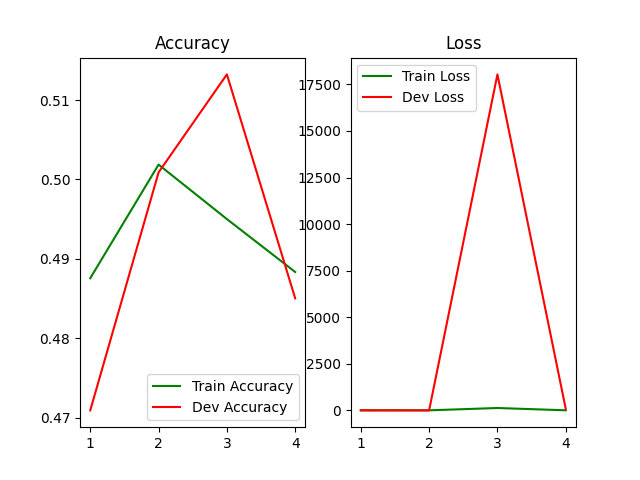 Accuracy
0.51
0.50
0.49
0.48
0.47
1 2 3 4
Train Accuracy
Dev Accuracy
Loss
17500
15000
12500
10000
7500
5000
2500
0
1 2 3 4
Train Loss
Dev Loss